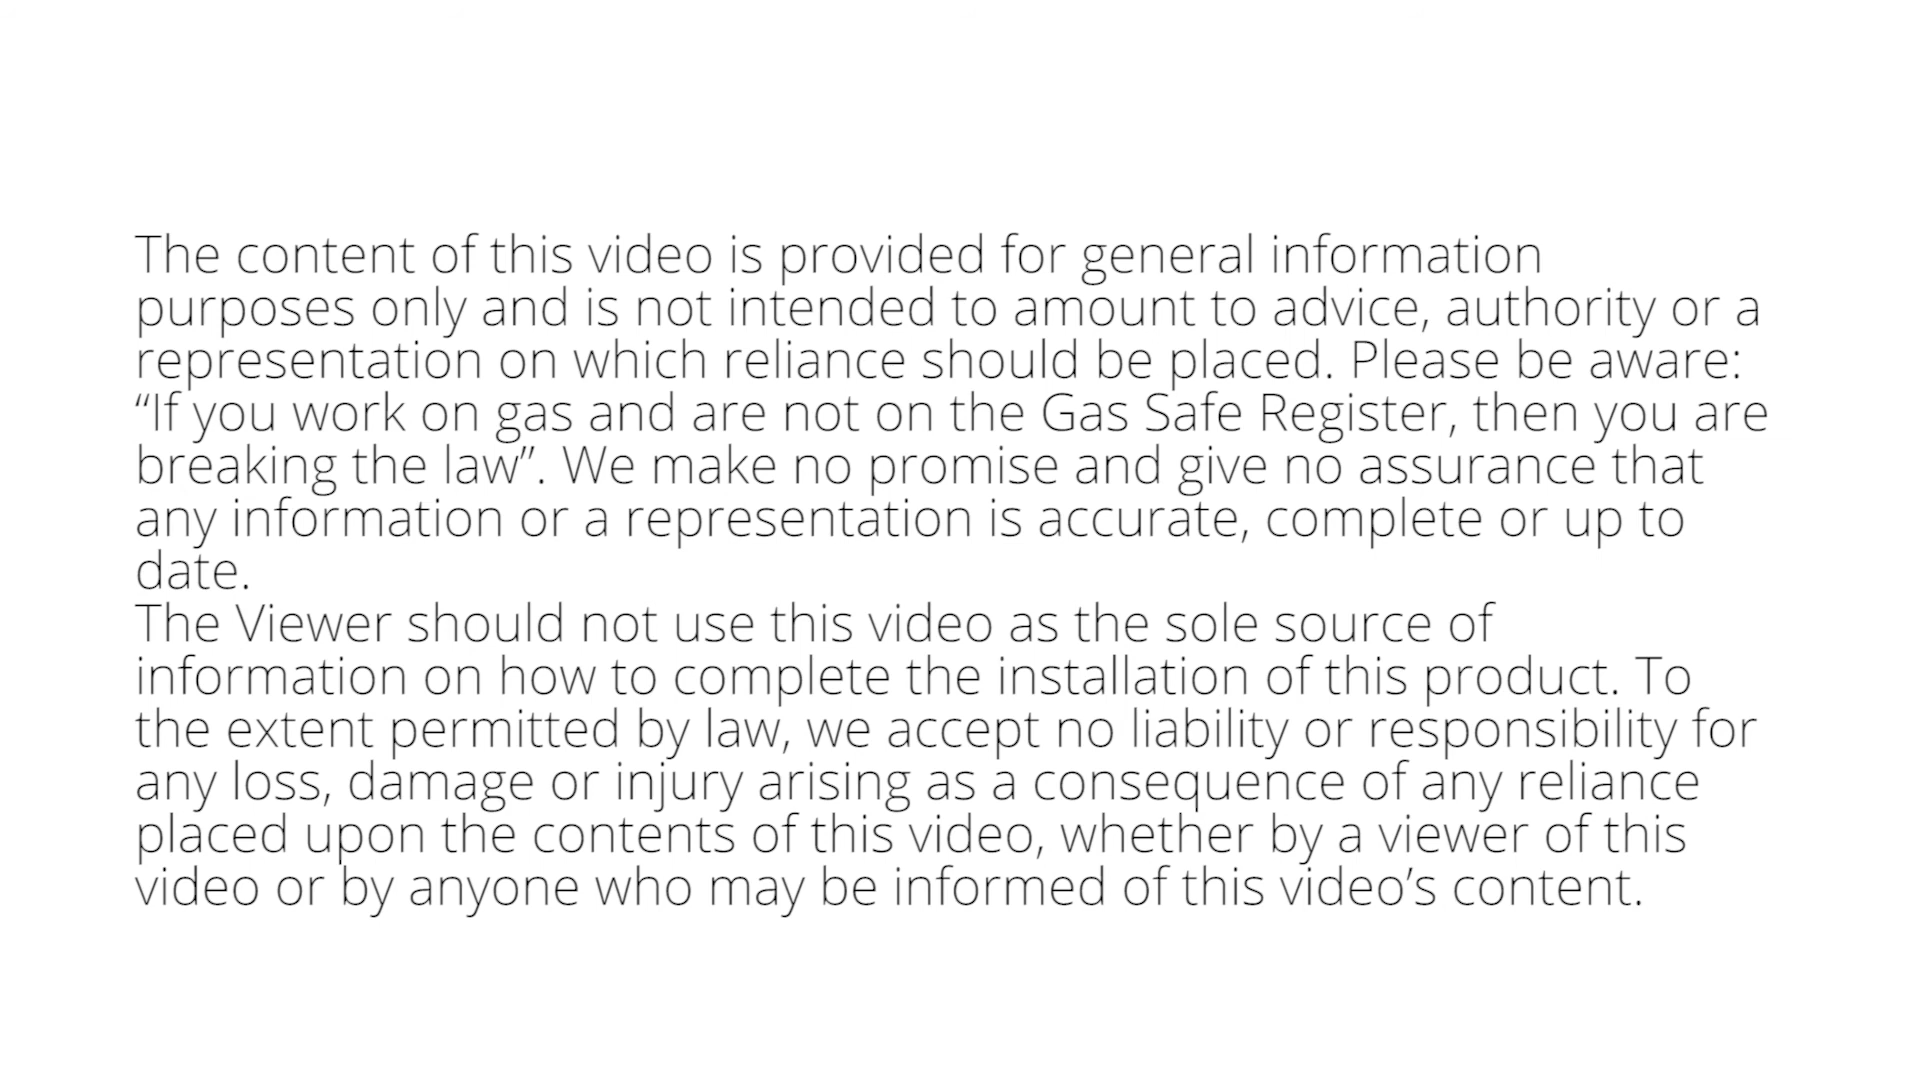 The content of this video is provided for general information
purposes only and is not intended to amount to advice, authority or a
representation on which reliance should be placed. Please be aware:
“If you work on gas and are not on the Gas Safe Register, then you are
breaking the law”. We make no promise and give no assurance that
any information or a representation is accurate, complete or up to
date.
The Viewer should not use this video as the sole source of
information on how to complete the installation of this product. To
the extent permitted by law, we accept no liability or responsibility for
any loss, damage or injury arising as a consequence of any reliance
placed upon the contents of this video, whether by a viewer of this
video or by anyone who may be informed of this video’s content.